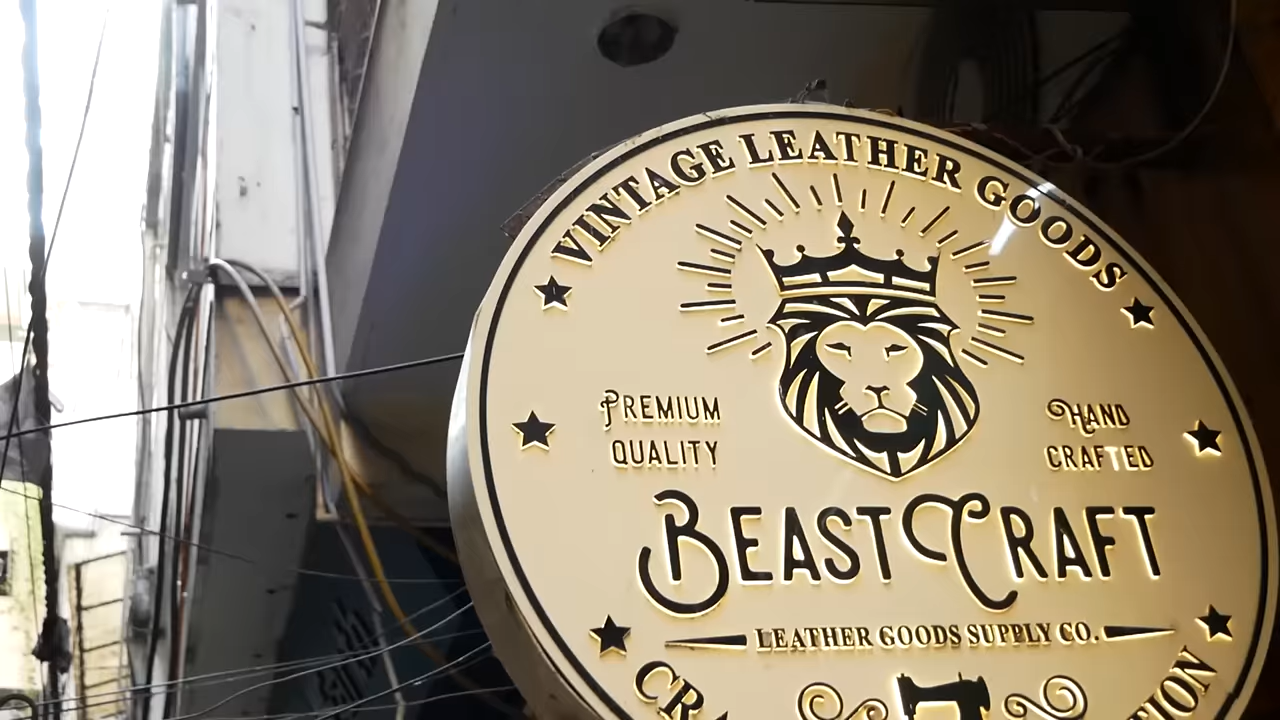 VINTAGE LEATHER GOODS
PREMIUM
QUALITY
HAND
CRAFTED
BEASTCRAFT
LEATHER GOODS SUPPLY CO.